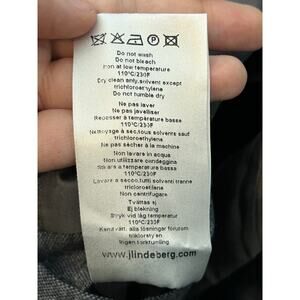 Do not wash
Do not bleach
Iron at low temperature
110°C/230F
Dry clean only, solvent except
trichloroethylene
Do not tumble dry
Ne pas laver
Ne pas javelliser
Repasser à température basse
110°C/230F
Nettoyage à sec, tous solvents sauf
trichloroethylene
Ne pas sécher à la machine
Non lavare in acqua
Non utilizzare candeggina
Stirare a temperatura bassa
110°C/230F
Lavare a secco, tutti solventi tranne
tricloroetilene
Non centrifugare
Tvättas ej
Ej blekning
Stryk vid låg temperatur
110°C/230F
Kemtvätt, alla lösningar förutom
trikloretylen
Ingen torktumling
www.jlindeberg.com